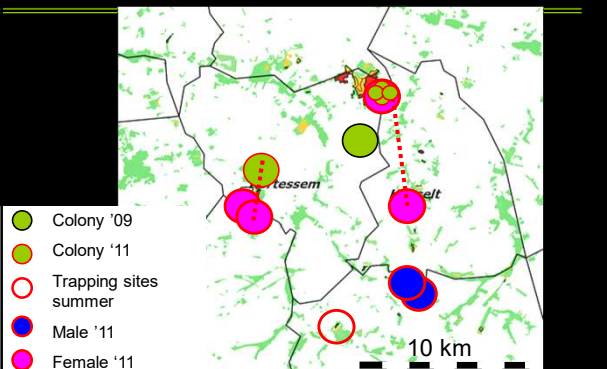 Colony '09
Colony '11
Trapping sites
summer
Male '11
Female '11
10 km